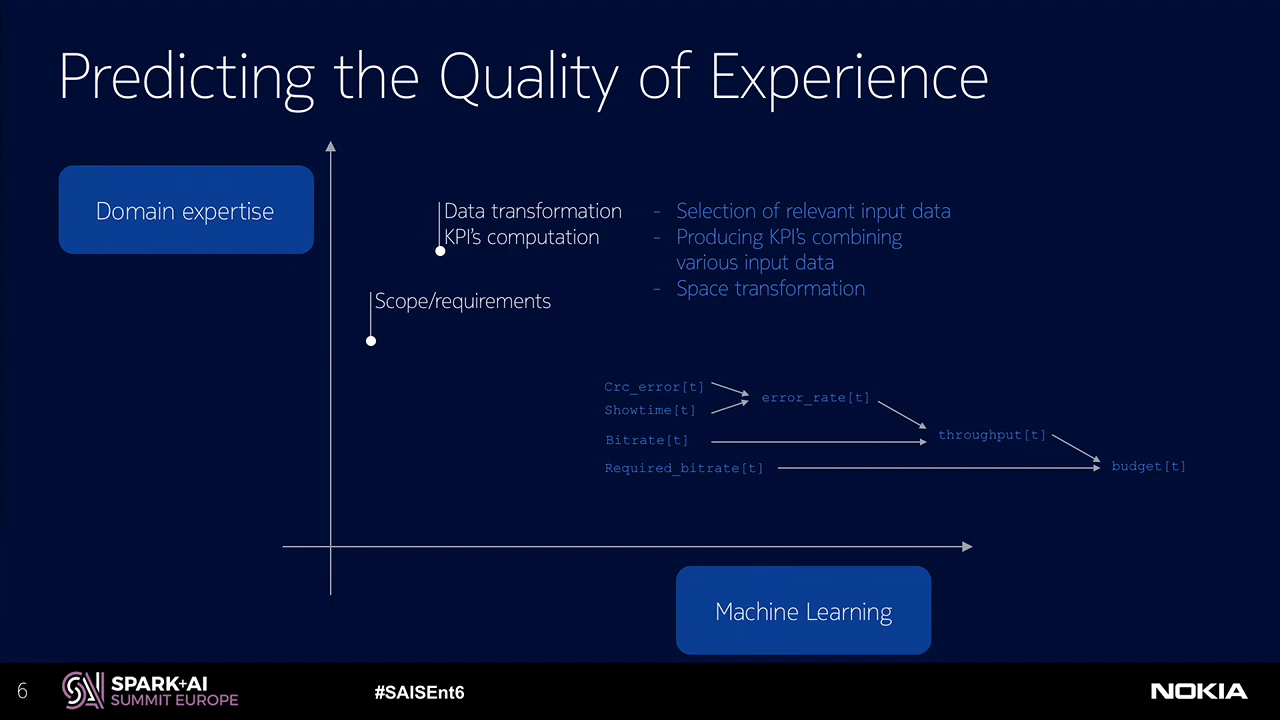 Predicting the Quality of Experience
Domain expertise
Data transformation
KPI's computation
- Selection of relevant input data
- Producing KPI's combining
various input data
- Space transformation
Scope/requirements
Crc_error[t]
Showtime[t]
error_rate[t]
Bitrate[t]
throughput[t]
Required_bitrate[t]
budget[t]
Machine Learning
6
SPARK+AI
SUMMIT EUROPE
#SAISEnt6
NOKIA